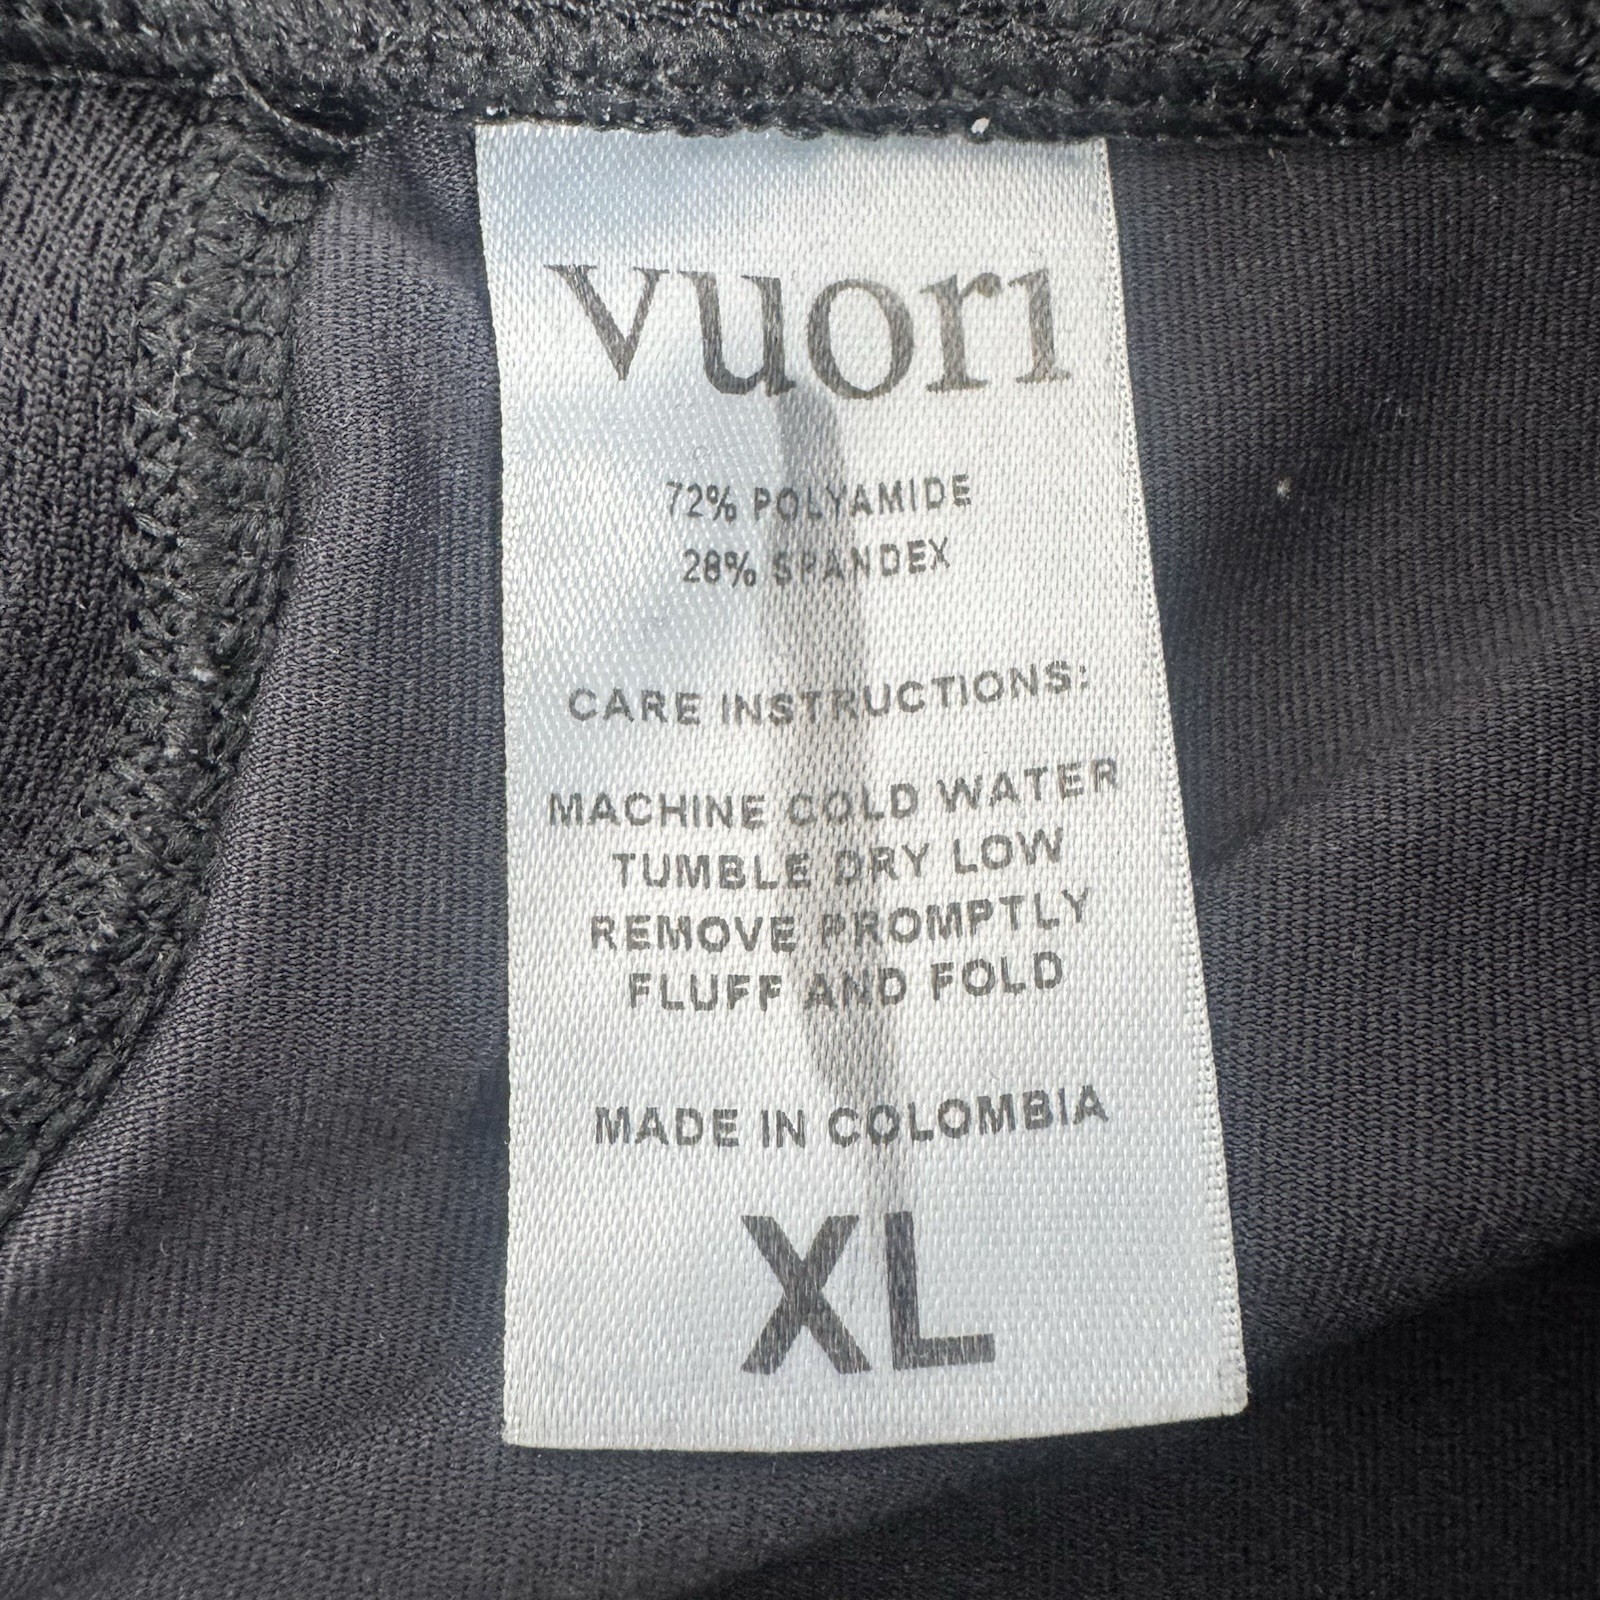 vuori
72% POLYAMIDE
28% SPANDEX
CARE INSTRUCTIONS:
MACHINE COLD WATER
TUMBLE DRY LOW
REMOVE PROMPTLY
FLUFF AND FOLD
MADE IN COLOMBIA
XL